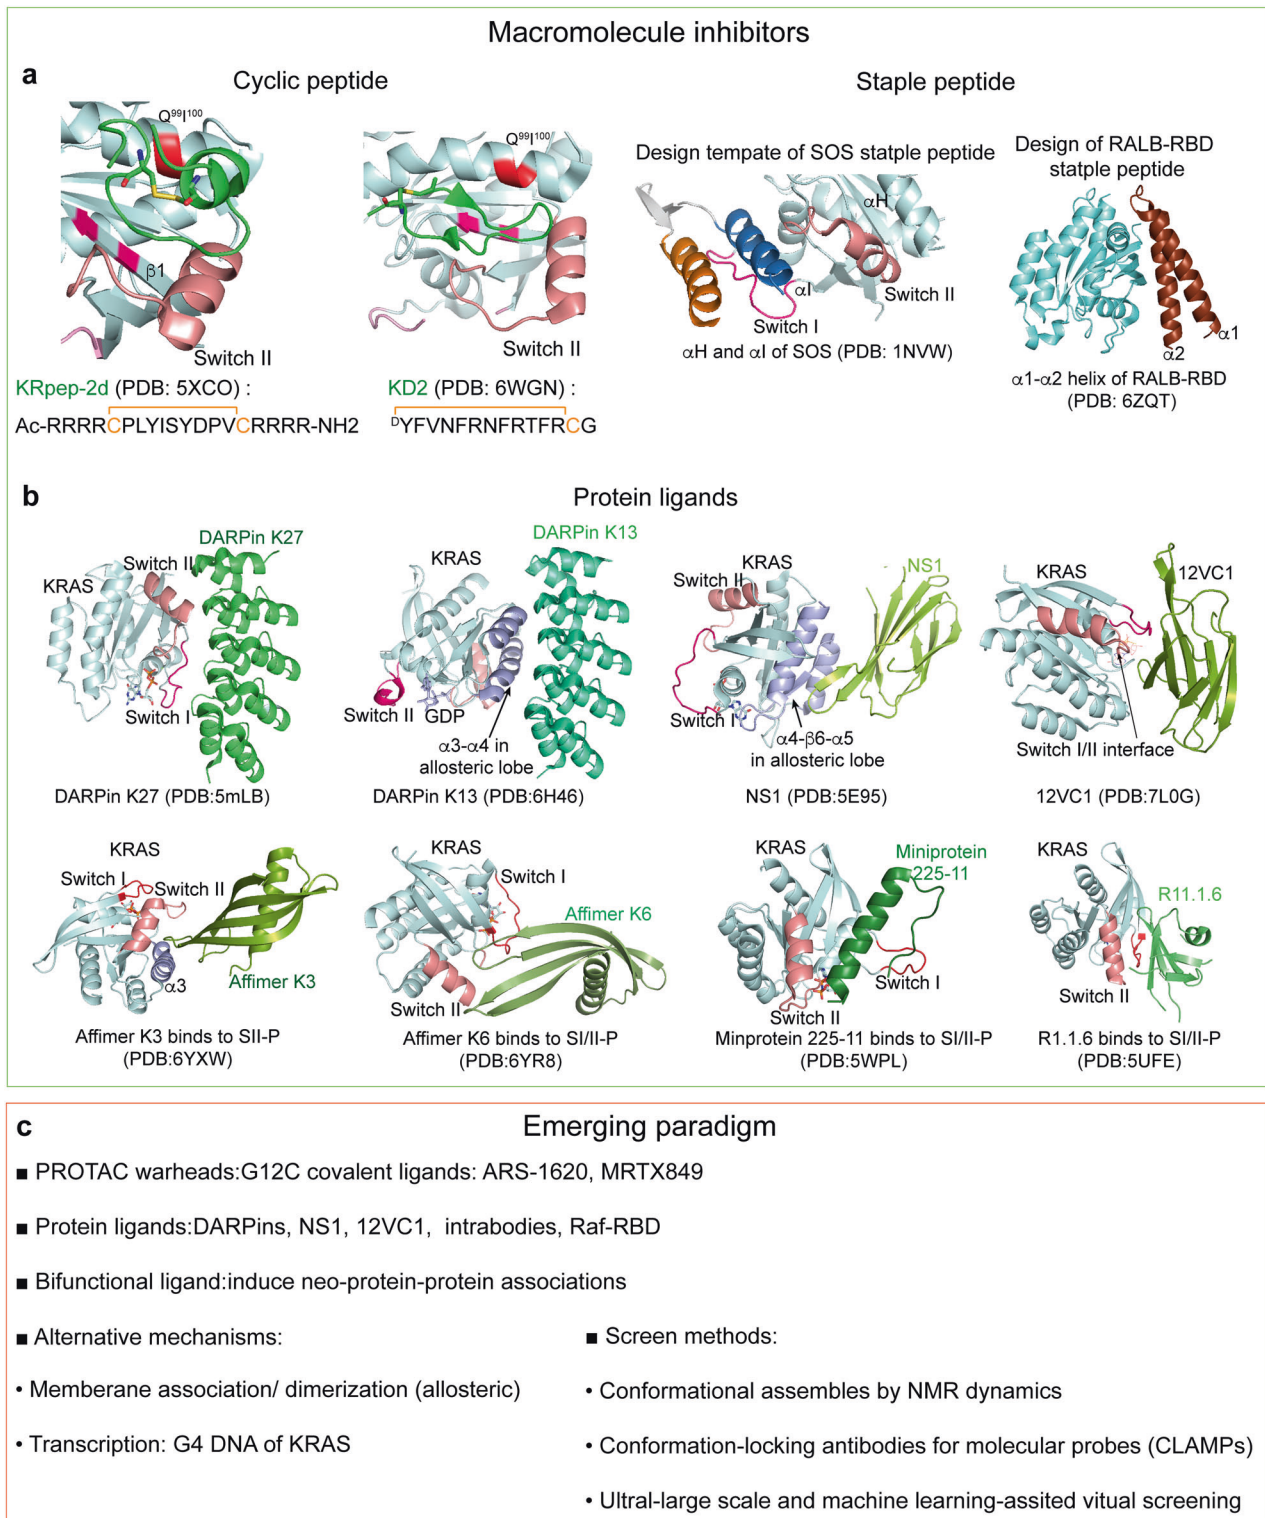 Macromolecule inhibitors
a
Cyclic peptide
Staple peptide
Q99I100
β1
Switch II
KRpep-2d (PDB: 5XCO) :
Ac-RRRRCPLYISYDPVCRRRR-NH2
Q99I100
Switch II
KD2 (PDB: 6WGN) :
DYFVNFRNFRTFRCG
Design tempate of SOS statple peptide
αH
αI
Switch II
Switch I
αH and αI of SOS (PDB: 1NVW)
Design of RALB-RBD
statple peptide
α1
α2
α1-α2 helix of RALB-RBD
(PDB: 6ZQT)
b
Protein ligands
DARPin K27
Switch II
KRAS
Switch I
DARPin K27 (PDB:5mLB)
DARPin K13
KRAS
Switch II
GDP
α3-α4 in
allosteric lobe
DARPin K13 (PDB:6H46)
KRAS
NS1
Switch II
Switch I
α4-β6-α5
in allosteric lobe
NS1 (PDB:5E95)
KRAS
12VC1
Switch I/II interface
12VC1 (PDB:7L0G)
KRAS
Switch I
Switch II
α3
Affimer K3
Affimer K3 binds to SII-P
(PDB:6YXW)
KRAS
Switch I
Affimer K6
Switch II
Affimer K6 binds to SI/II-P
(PDB:6YR8)
KRAS
Miniprotein
225-11
Switch I
Switch II
Minprotein 225-11 binds to SI/II-P
(PDB:5WPL)
KRAS
R11.1.6
Switch II
R1.1.6 binds to SI/II-P
(PDB:5UFE)
c
Emerging paradigm
■ PROTAC warheads:G12C covalent ligands: ARS-1620, MRTX849
■ Protein ligands:DARPins, NS1, 12VC1, intrabodies, Raf-RBD
■ Bifunctional ligand:induce neo-protein-protein associations
■ Alternative mechanisms:
• Memberane association/ dimerization (allosteric)
• Transcription: G4 DNA of KRAS
■ Screen methods:
• Conformational assembles by NMR dynamics
• Conformation-locking antibodies for molecular probes (CLAMPs)
• Ultral-large scale and machine learning-assited vitual screening